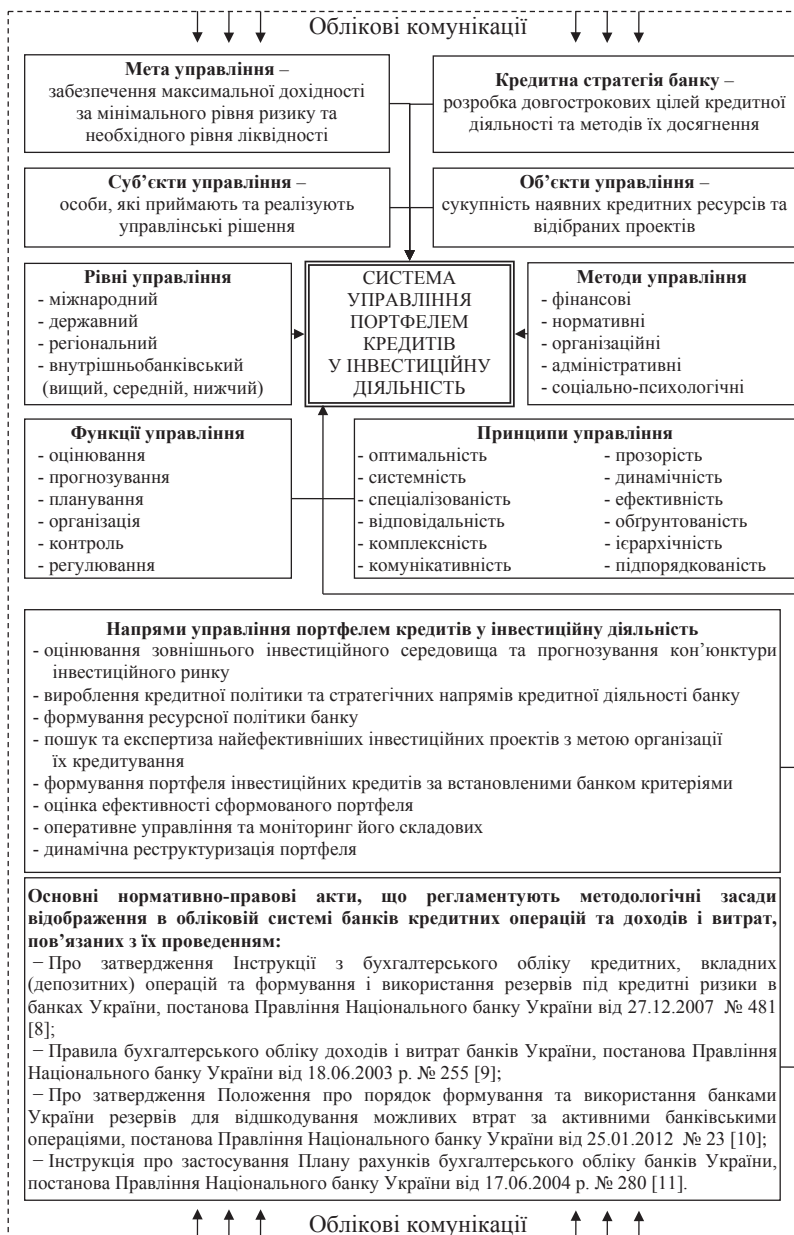 Облікові комунікації
Мета управління –
забезпечення максимальної дохідності
за мінімального рівня ризику та
необхідного рівня ліквідності
Кредитна стратегія банку –
розробка довгострокових цілей кредитної
діяльності та методів їх досягнення
Суб’єкти управління –
особи, які приймають та реалізують
управлінські рішення
Об’єкти управління –
сукупність наявних кредитних ресурсів та
відібраних проектів
Рівні управління
- міжнародний
- державний
- регіональний
- внутрішньобанківський
(вищий, середній, нижчий)
СИСТЕМА
УПРАВЛІННЯ
ПОРТФЕЛЕМ
КРЕДИТІВ
У ІНВЕСТИЦІЙНУ
ДІЯЛЬНІСТЬ
Методи управління
- фінансові
- нормативні
- організаційні
- адміністративні
- соціально-психологічні
Функції управління
- оцінювання
- прогнозування
- планування
- організація
- контроль
- регулювання
Принципи управління
- оптимальність
- системність
- спеціалізованість
- відповідальність
- комплексність
- комунікативність
- прозорість
- динамічність
- ефективність
- обґрунтованість
- ієрархічність
- підпорядкованість
Напрями управління портфелем кредитів у інвестиційну діяльність
- оцінювання зовнішнього інвестиційного середовища та прогнозування кон’юнктури
інвестиційного ринку
- вироблення кредитної політики та стратегічних напрямів кредитної діяльності банку
- формування ресурсної політики банку
- пошук та експертиза найефективніших інвестиційних проектів з метою організації
їх кредитування
- формування портфеля інвестиційних кредитів за встановленими банком критеріями
- оцінка ефективності сформованого портфеля
- оперативне управління та моніторинг його складових
- динамічна реструктуризація портфеля
Основні нормативно-правові акти, що регламентують методологічні засади
відображення в обліковій системі банків кредитних операцій та доходів і витрат,
пов’язаних з їх проведенням:
− Про затвердження Інструкції з бухгалтерського обліку кредитних, вкладних
(депозитних) операцій та формування і використання резервів під кредитні ризики в
банках України, постанова Правління Національного банку України від 27.12.2007 № 481
[8];
− Правила бухгалтерського обліку доходів і витрат банків України, постанова Правління
Національного банку України від 18.06.2003 р. № 255 [9];
− Про затвердження Положення про порядок формування та використання банками
України резервів для відшкодування можливих втрат за активними банківськими
операціями, постанова Правління Національного банку України від 25.01.2012 № 23 [10];
− Інструкція про застосування Плану рахунків бухгалтерського обліку банків України,
постанова Правління Національного банку України від 17.06.2004 р. № 280 [11].
Облікові комунікації